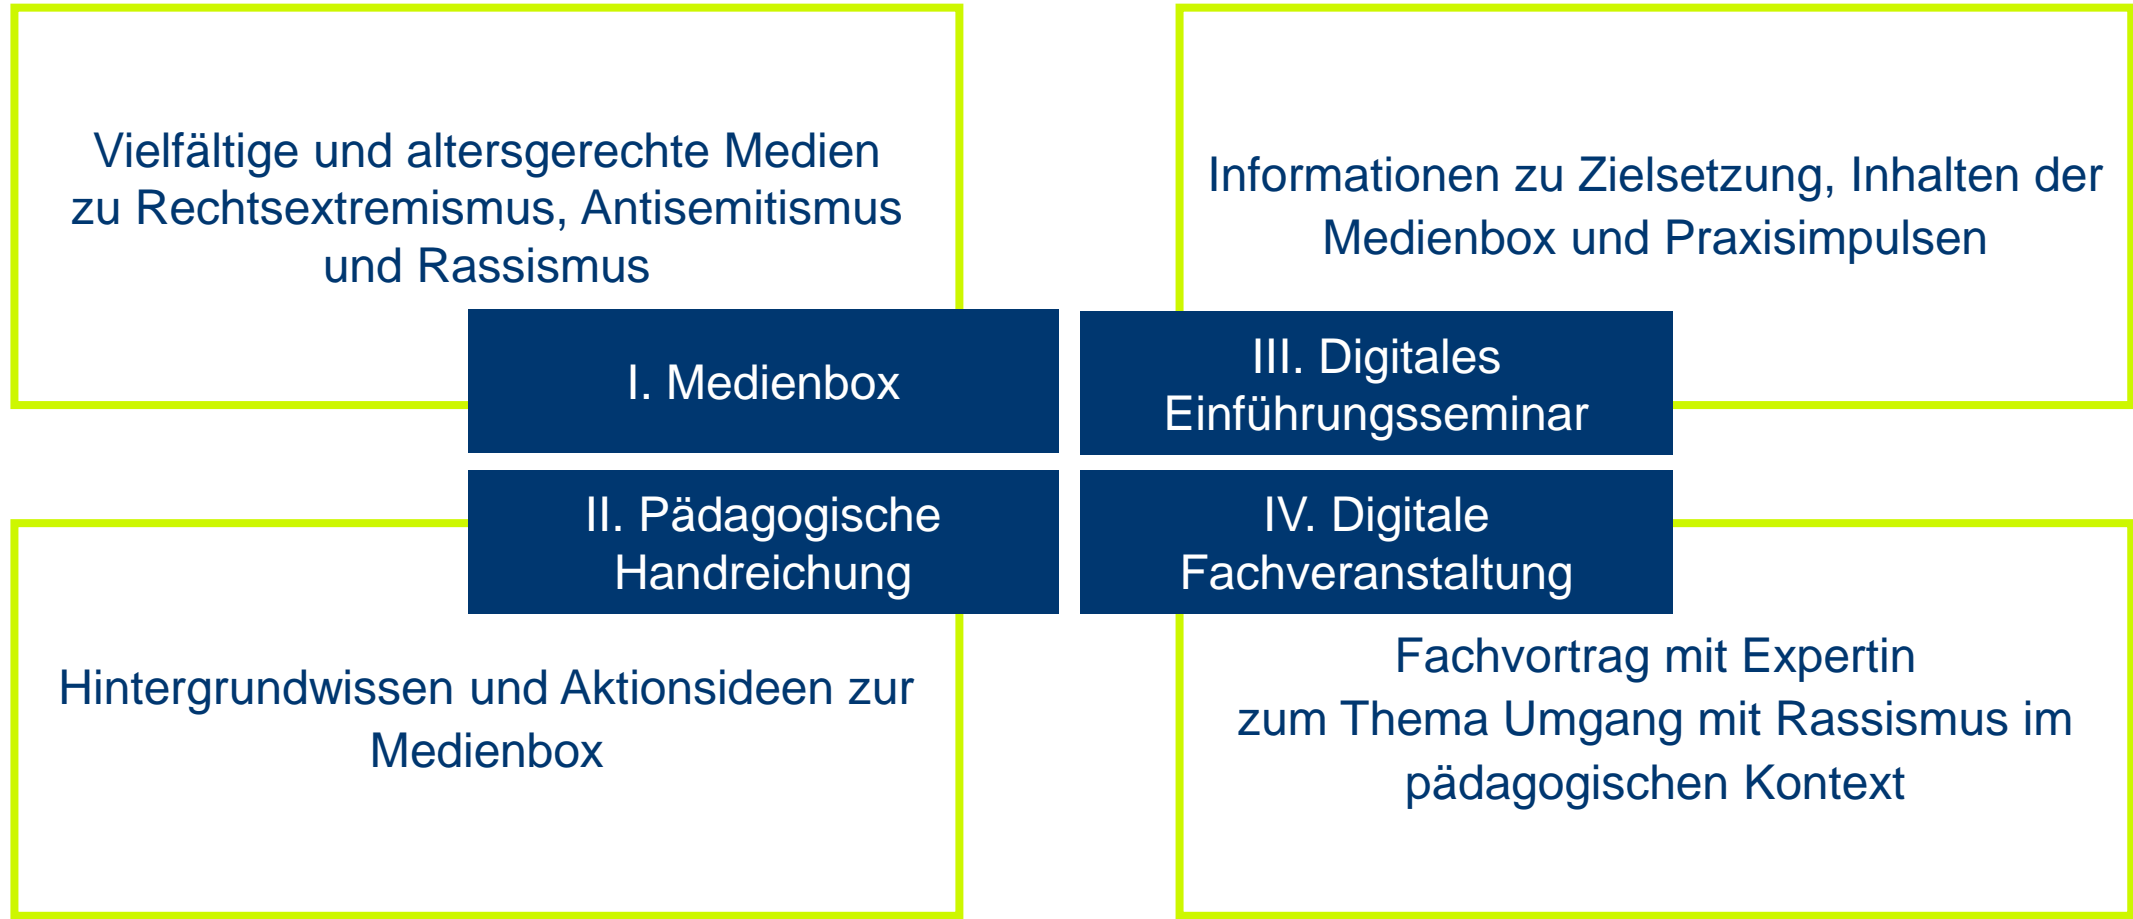 Vielfältige und altersgerechte Medien
zu Rechtsextremismus, Antisemitismus
und Rassismus
I. Medienbox
II. Pädagogische
Handreichung
Hintergrundwissen und Aktionsideen zur
Medienbox
Informationen zu Zielsetzung, Inhalten der
Medienbox und Praxisimpulsen
III. Digitales
Einführungsseminar
IV. Digitale
Fachveranstaltung
Fachvortrag mit Expertin
zum Thema Umgang mit Rassismus im
pädagogischen Kontext